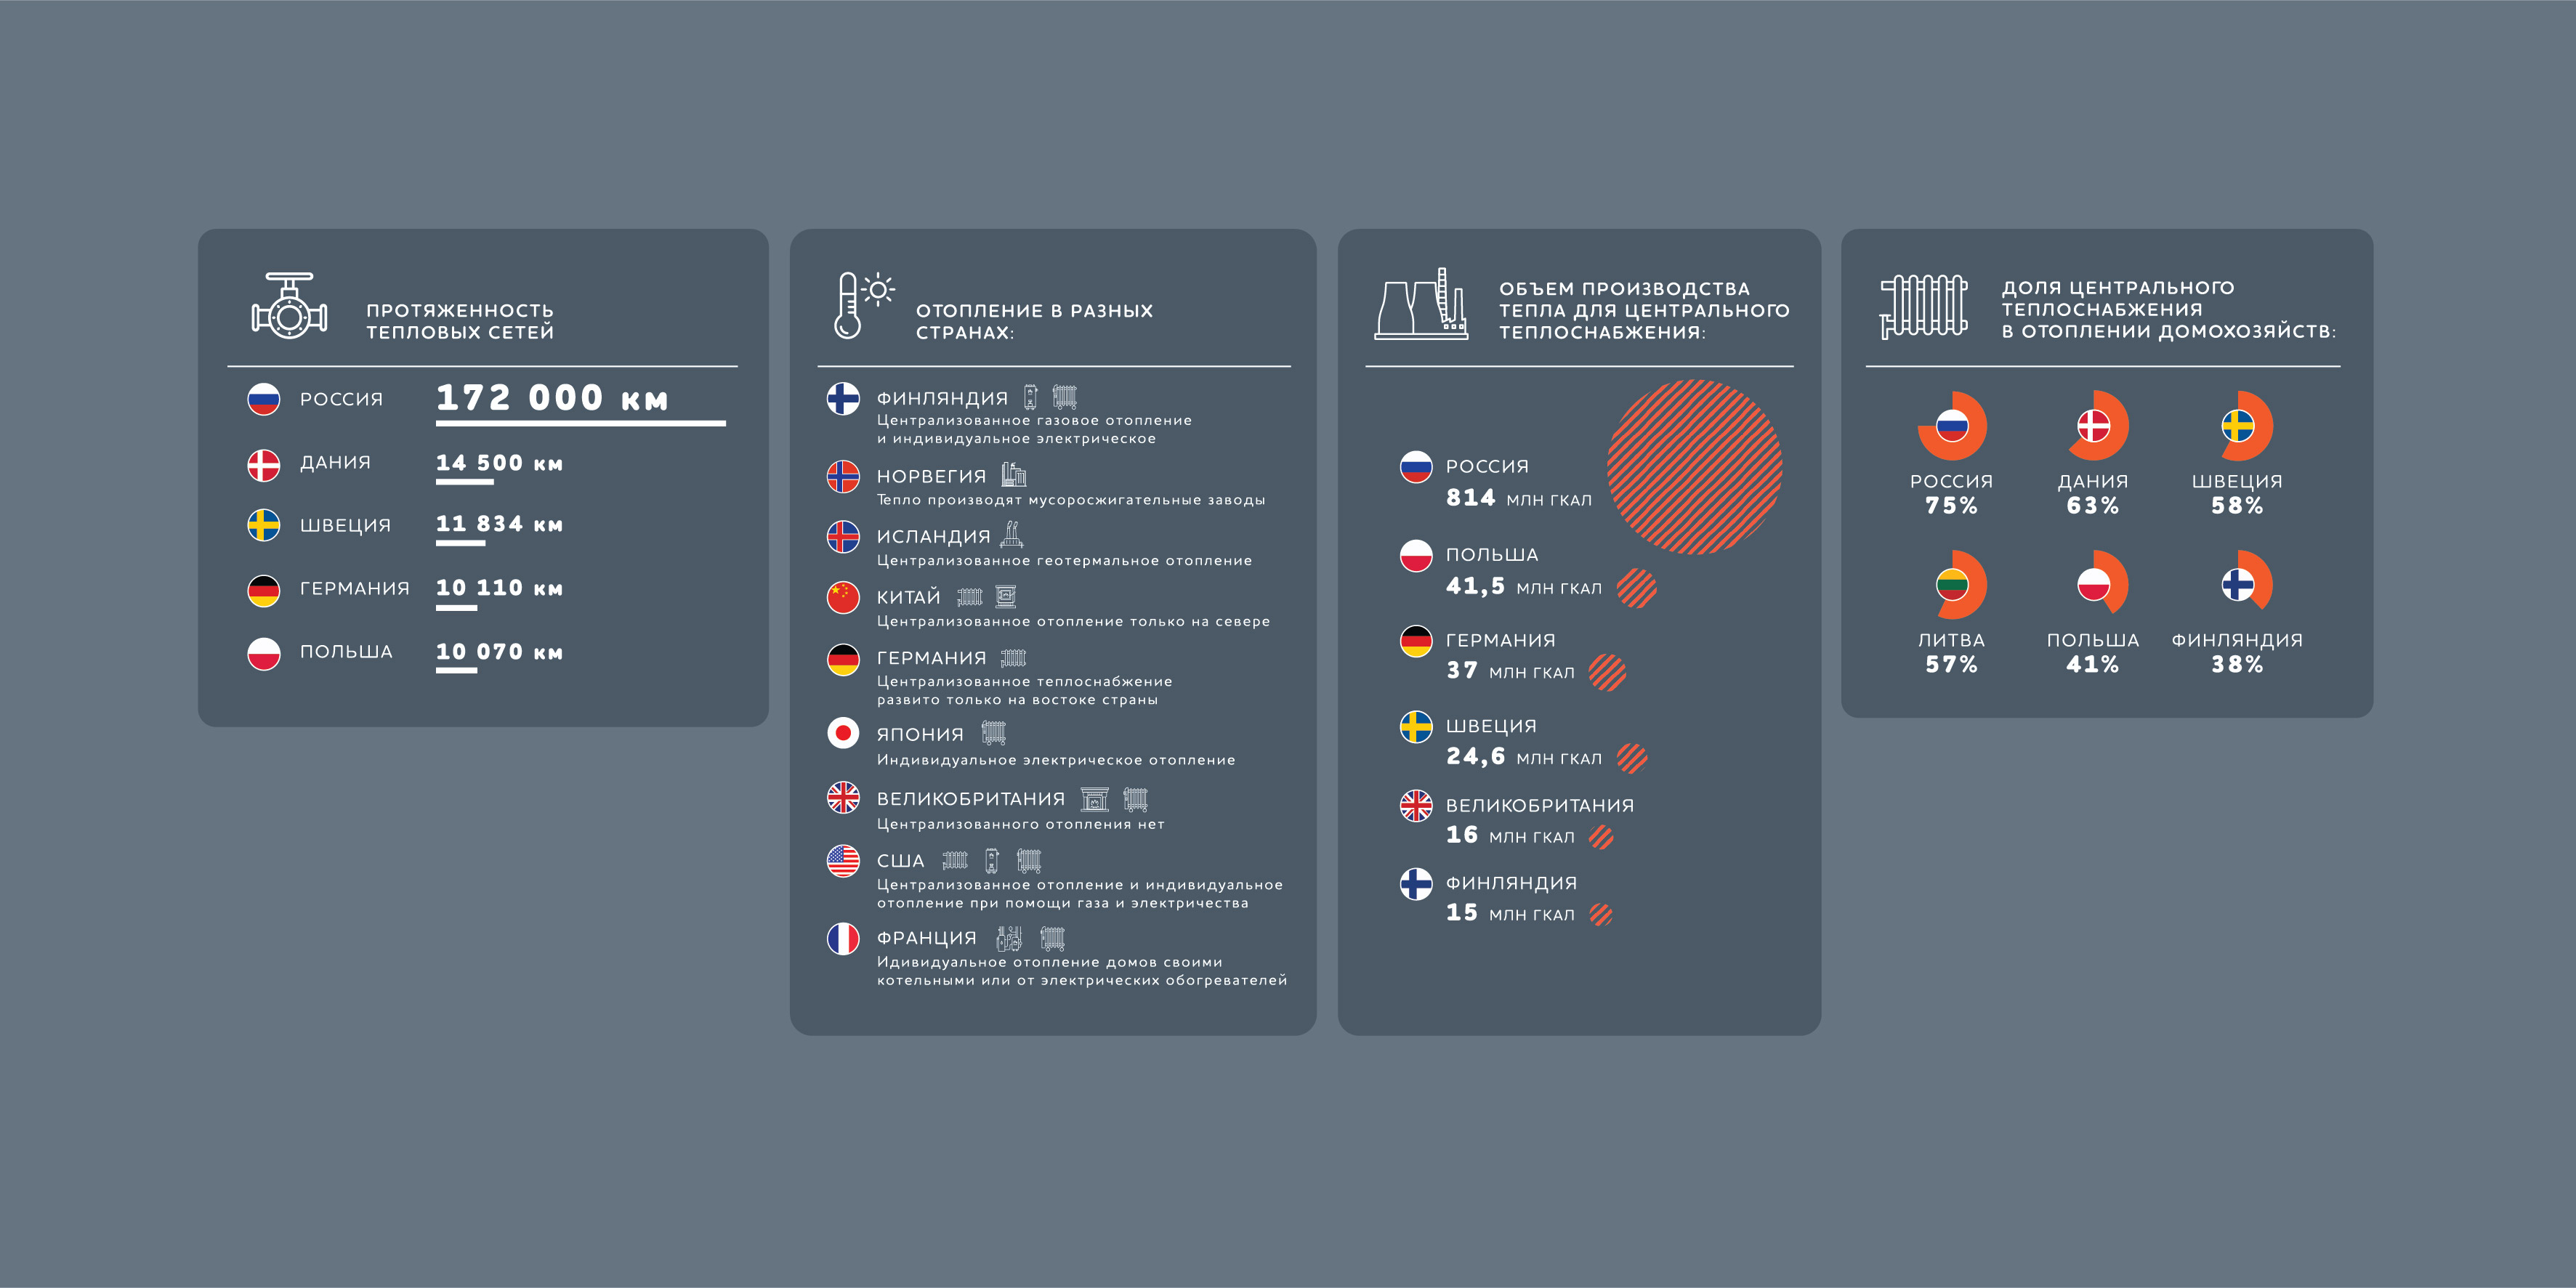 ПРОТЯЖЕННОСТЬ
ТЕПЛОВЫХ СЕТЕЙ
РОССИЯ 172 000 км
ДАНИЯ 14 500 км
ШВЕЦИЯ 11 834 км
ГЕРМАНИЯ 10 110 км
ПОЛЬША 10 070 км
ОТОПЛЕНИЕ В РАЗНЫХ
СТРАНАХ:
ФИНЛЯНДИЯ
Централизованное газовое отопление
и индивидуальное электрическое
НОРВЕГИЯ
Тепло производят мусоросжигательные заводы
ИСЛАНДИЯ
Централизованное геотермальное отопление
КИТАЙ
Централизованное отопление только на севере
ГЕРМАНИЯ
Централизованное теплоснабжение
развито только на востоке страны
ЯПОНИЯ
Индивидуальное электрическое отопление
ВЕЛИКОБРИТАНИЯ
Централизованного отопления нет
США
Централизованное отопление и индивидуальное
отопление при помощи газа и электричества
ФРАНЦИЯ
Идивидуальное отопление домов своими
котельными или от электрических обогревателей
ОБЪЕМ ПРОИЗВОДСТВА
ТЕПЛА ДЛЯ ЦЕНТРАЛЬНОГО
ТЕПЛОСНАБЖЕНИЯ:
РОССИЯ
814 МЛН ГКАЛ
ПОЛЬША
41,5 МЛН ГКАЛ
ГЕРМАНИЯ
37 МЛН ГКАЛ
ШВЕЦИЯ
24,6 МЛН ГКАЛ
ВЕЛИКОБРИТАНИЯ
16 МЛН ГКАЛ
ФИНЛЯНДИЯ
15 МЛН ГКАЛ
ДОЛЯ ЦЕНТРАЛЬНОГО
ТЕПЛОСНАБЖЕНИЯ
В ОТОПЛЕНИИ ДОМОХОЗЯЙСТВ:
РОССИЯ ДАНИЯ ШВЕЦИЯ
75% 63% 58%
ЛИТВА ПОЛЬША ФИНЛЯНДИЯ
57% 41% 38%